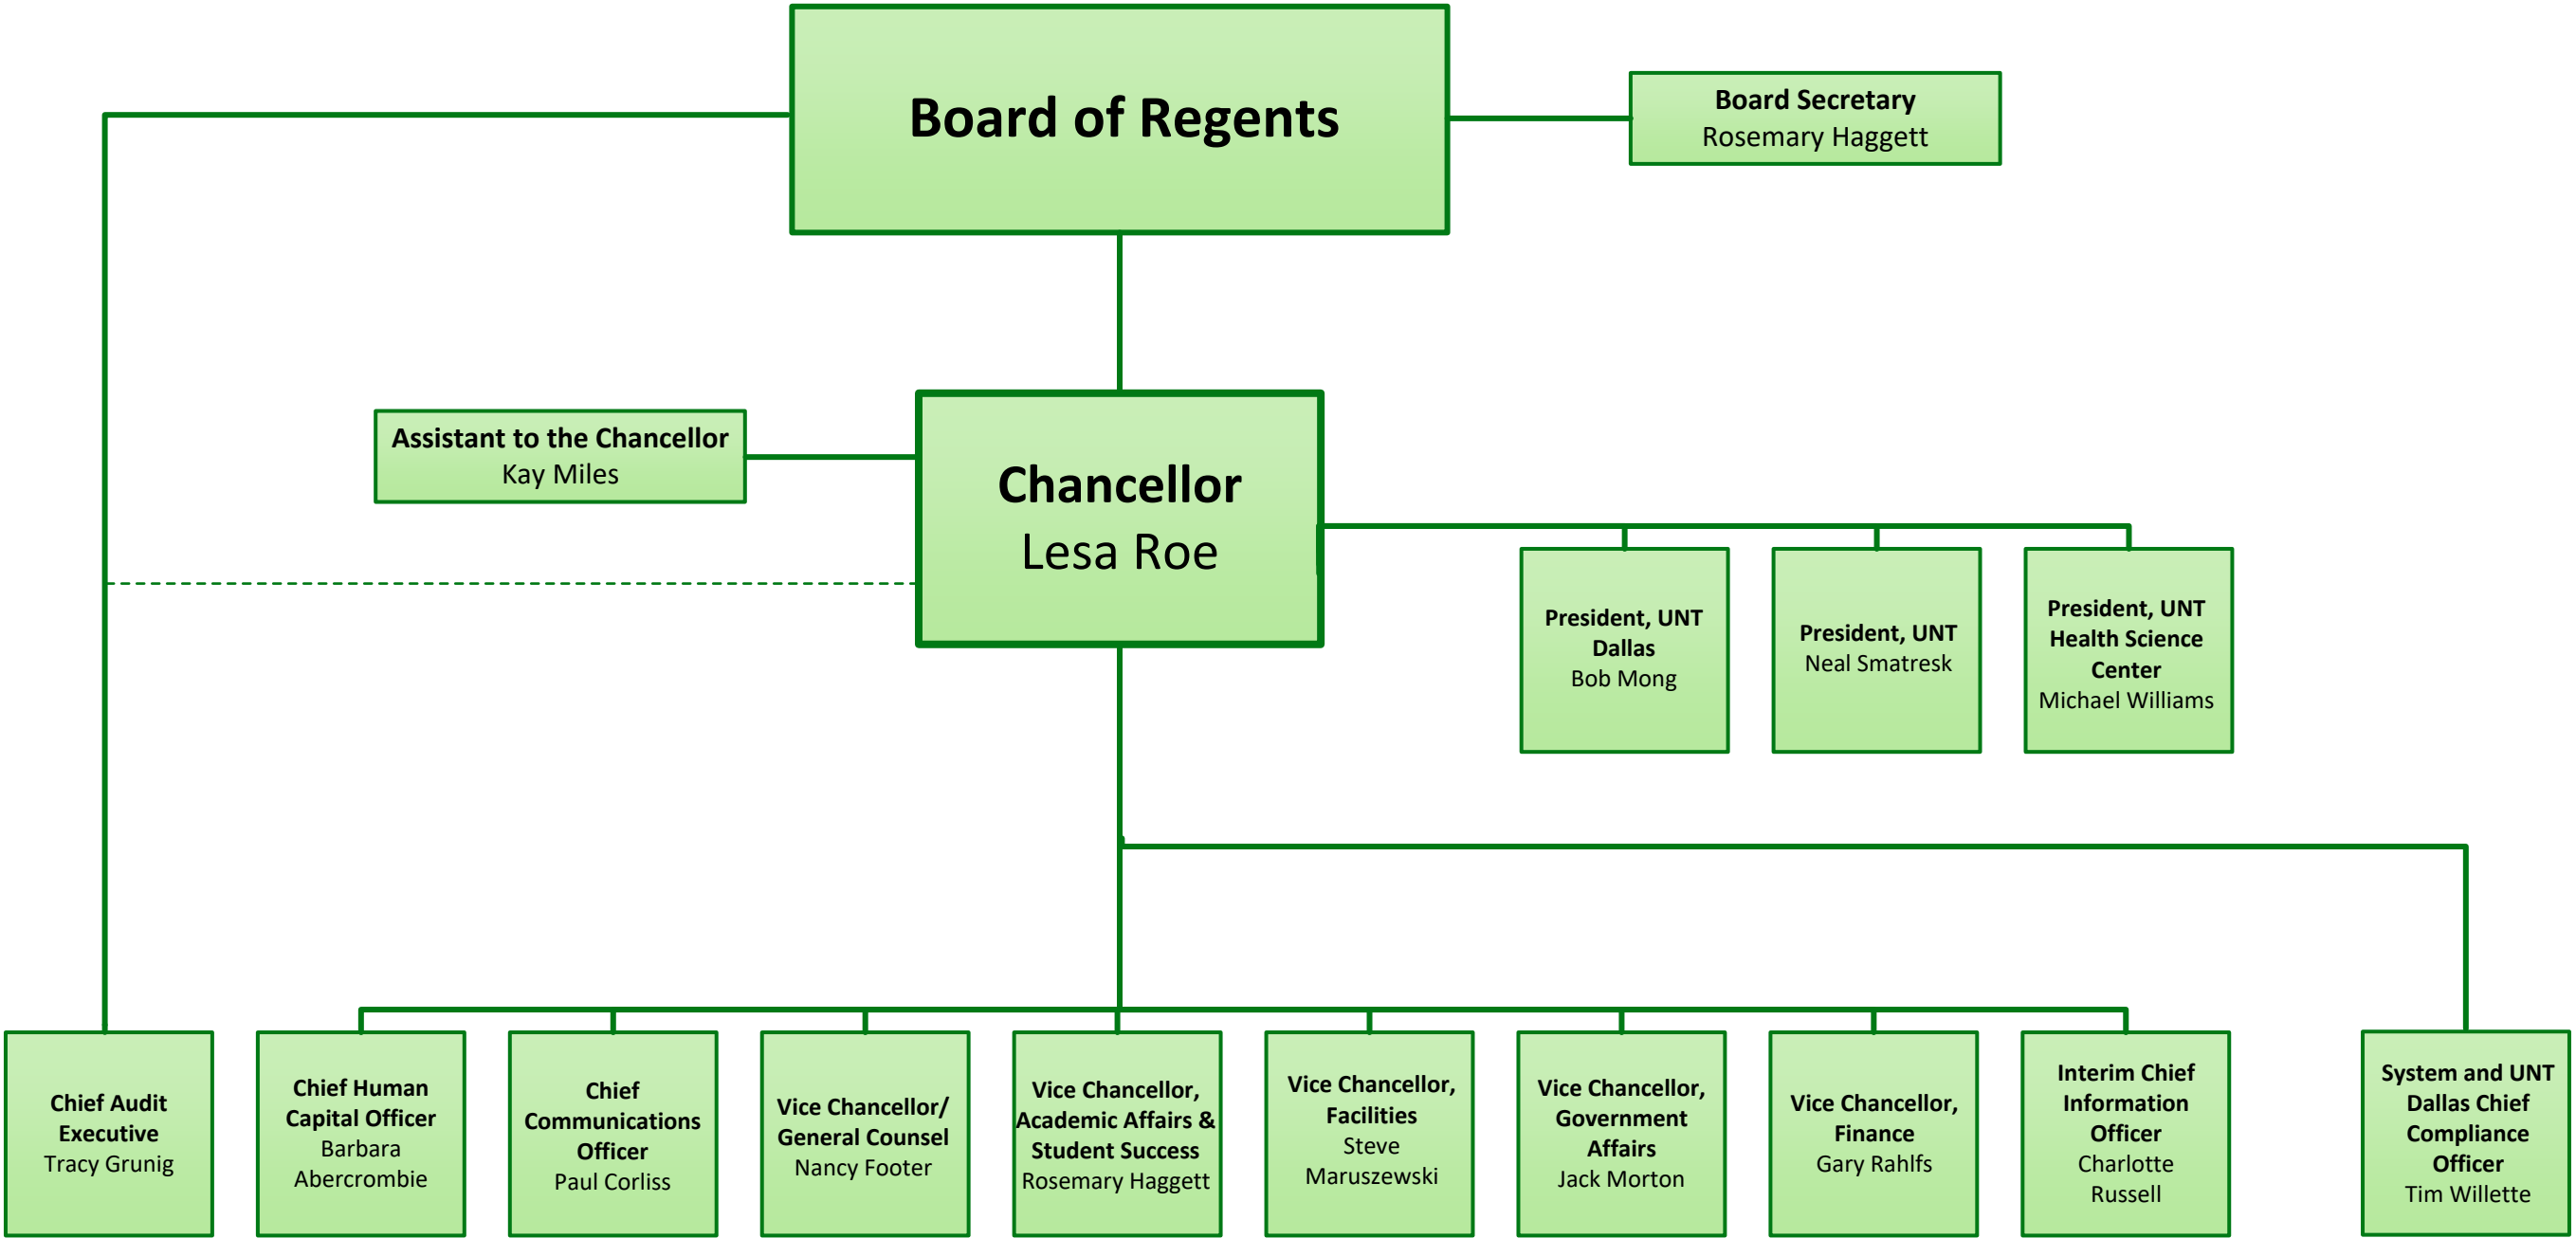 Board of Regents
Board Secretary
Rosemary Haggett
Assistant to the Chancellor
Kay Miles
Chancellor
Lesa Roe
President, UNT
Dallas
Bob Mong
President, UNT
Neal Smatresk
President, UNT
Health Science
Center
Michael Williams
Chief Audit
Executive
Tracy Grunig
Chief Human
Capital Officer
Barbara
Abercrombie
Chief
Communications
Officer
Paul Corliss
Vice Chancellor/
General Counsel
Nancy Footer
Vice Chancellor,
Academic Affairs &
Student Success
Rosemary Haggett
Vice Chancellor,
Facilities
Steve
Maruszewski
Vice Chancellor,
Government
Affairs
Jack Morton
Vice Chancellor,
Finance
Gary Rahlfs
Interim Chief
Information
Officer
Charlotte
Russell
System and UNT
Dallas Chief
Compliance
Officer
Tim Willette